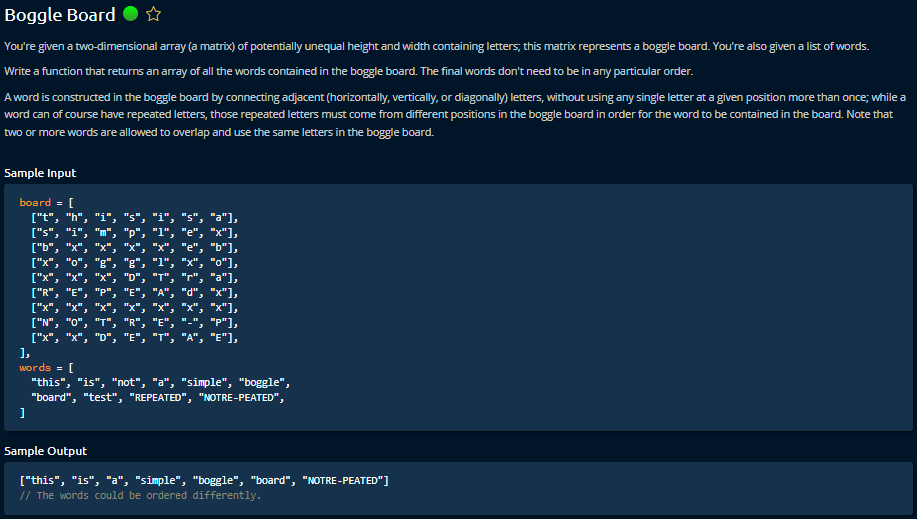 Boggle Board
You're given a two-dimensional array (a matrix) of potentially unequal height and width containing letters; this matrix represents a boggle board. You're also given a list of words.
Write a function that returns an array of all the words contained in the boggle board. The final words don't need to be in any particular order.
A word is constructed in the boggle board by connecting adjacent (horizontally, vertically, or diagonally) letters, without using any single letter at a given position more than once; while a
word can of course have repeated letters, those repeated letters must come from different positions in the boggle board in order for the word to be contained in the board. Note that
two or more words are allowed to overlap and use the same letters in the boggle board.
Sample Input
board = [
["t", "h", "i", "s", "i", "s", "a"],
["s", "i", "m", "p", "l", "e", "x"],
["b", "x", "x", "x", "x", "e", "b"],
["x", "o", "g", "g", "l", "x", "o"],
["x", "x", "x", "D", "T", "r", "a"],
["R", "E", "P", "E", "A", "d", "x"],
["x", "x", "x", "x", "x", "x", "x"],
["N", "O", "T", "R", "E", "-", "P"],
["x", "x", "D", "E", "T", "A", "E"],
],
words = [
"this", "is", "not", "a", "simple", "boggle",
"board", "test", "REPEATED", "NOTRE-PEATED",
]
Sample Output
["this", "is", "a", "simple", "boggle", "board", "NOTRE-PEATED"]
// The words could be ordered differently.